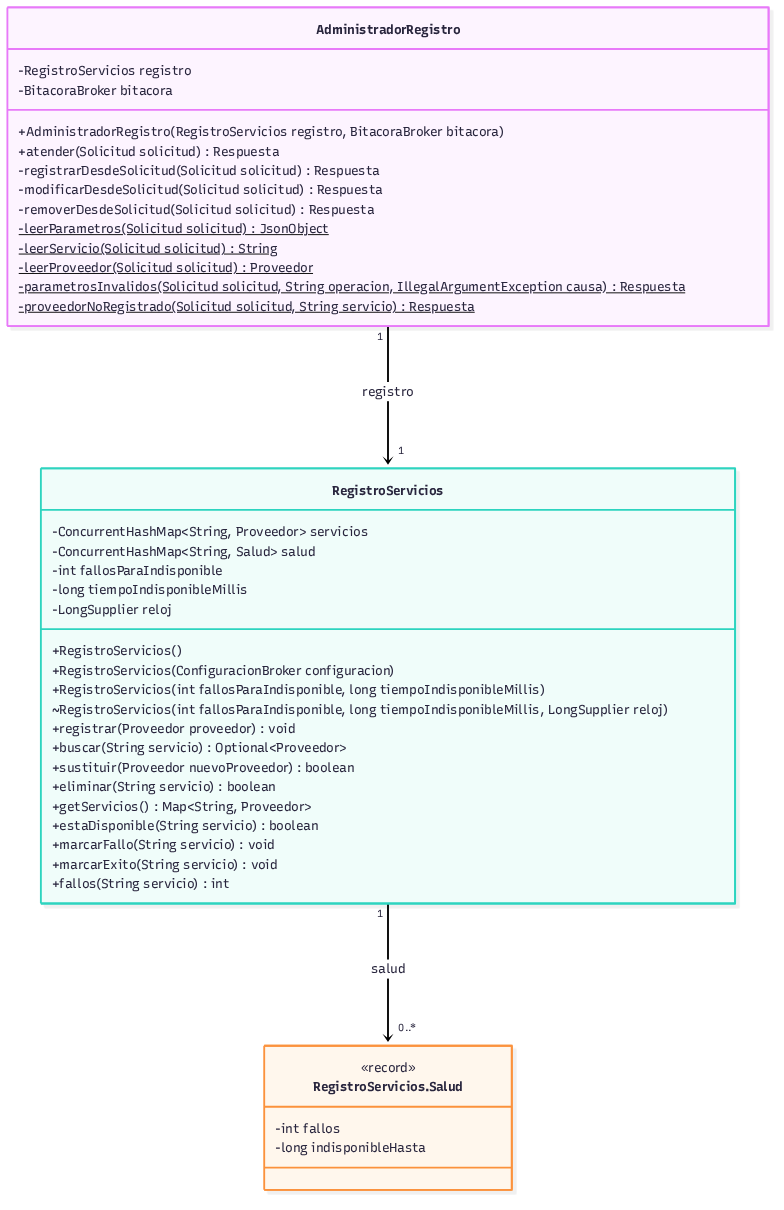 AdministradorRegistro
-RegistroServicios registro
-BitacoraBroker bitacora
+AdministradorRegistro(RegistroServicios registro, BitacoraBroker bitacora)
+atender(Solicitud solicitud) : Respuesta
-registrarDesdeSolicitud(Solicitud solicitud) : Respuesta
-modificarDesdeSolicitud(Solicitud solicitud) : Respuesta
-removerDesdeSolicitud(Solicitud solicitud) : Respuesta
-leerParametros(Solicitud solicitud) : JsonObject
-leerServicio(Solicitud solicitud) : String
-leerProveedor(Solicitud solicitud) : Proveedor
-parametrosInvalidos(Solicitud solicitud, String operacion, IllegalArgumentException causa) : Respuesta
-proveedorNoRegistrado(Solicitud solicitud, String servicio) : Respuesta
1
registro
1
RegistroServicios
-ConcurrentHashMap<String, Proveedor> servicios
-ConcurrentHashMap<String, Salud> salud
-int fallosParaIndisponible
-long tiempoIndisponibleMillis
-LongSupplier reloj
+RegistroServicios()
+RegistroServicios(ConfiguracionBroker configuracion)
+RegistroServicios(int fallosParaIndisponible, long tiempoIndisponibleMillis)
~RegistroServicios(int fallosParaIndisponible, long tiempoIndisponibleMillis, LongSupplier reloj)
+registrar(Proveedor proveedor) : void
+buscar(String servicio) : Optional<Proveedor>
+sustituir(Proveedor nuevoProveedor) : boolean
+eliminar(String servicio) : boolean
+getServicios() : Map<String, Proveedor>
+estaDisponible(String servicio) : boolean
+marcarFallo(String servicio) : void
+marcarExito(String servicio) : void
+fallos(String servicio) : int
1
salud
0..*
«record»
RegistroServicios.Salud
-int fallos
-long indisponibleHasta